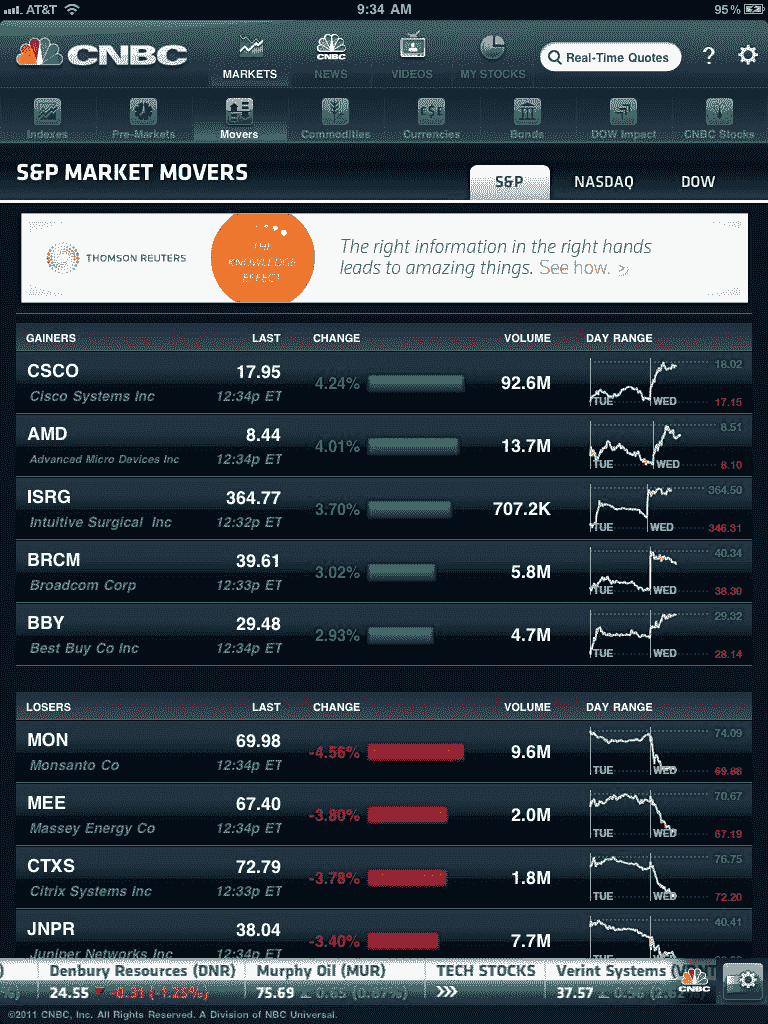 AT&T 9:34 AM 95%
CNBC
MARKETS
CNBC
NEWS
VIDEOS
MY STOCKS
Real-Time Quotes
?
Indexes
Pre-Markets
Movers
Commodities
Currencies
Bonds
DOW Impact
CNBC Stocks
S&P MARKET MOVERS
S&P NASDAQ DOW
THOMSON REUTERS
THE
KNOWLEDGE
EFFECT
The right information in the right hands
leads to amazing things. See how. >
GAINERS LAST CHANGE VOLUME DAY RANGE
CSCO 17.95 4.24% 92.6M 18.02
Cisco Systems Inc 12:34p ET TUE WED 17.15
AMD 8.44 4.01% 13.7M 8.51
Advanced Micro Devices Inc 12:34p ET TUE WED 8.10
ISRG 364.77 3.70% 707.2K 364.50
Intuitive Surgical Inc 12:32p ET TUE WED 346.31
BRCM 39.61 3.02% 5.8M 40.34
Broadcom Corp 12:33p ET TUE WED 38.30
BBY 29.48 2.93% 4.7M 29.32
Best Buy Co Inc 12:34p ET TUE WED 28.14
LOSERS LAST CHANGE VOLUME DAY RANGE
MON 69.98 -4.56% 9.6M 74.09
Monsanto Co 12:34p ET TUE WED 69.88
MEE 67.40 -3.80% 2.0M 70.67
Massey Energy Co 12:34p ET TUE WED 67.19
CTXS 72.79 -3.78% 1.8M 76.75
Citrix Systems Inc 12:33p ET TUE WED 72.20
JNPR 38.04 -3.40% 7.7M 40.41
Juniper Networks Inc 12:34p ET TUE WED
) Denbury Resources (DNR) Murphy Oil (MUR) TECH STOCKS Verint Systems
%) 24.55 -0.31 (-1.25%) 75.69 0.65 (0.87%) 37.57 0.96
CNBC
©2011 CNBC, Inc. All Rights Reserved. A Division of NBC Universal.